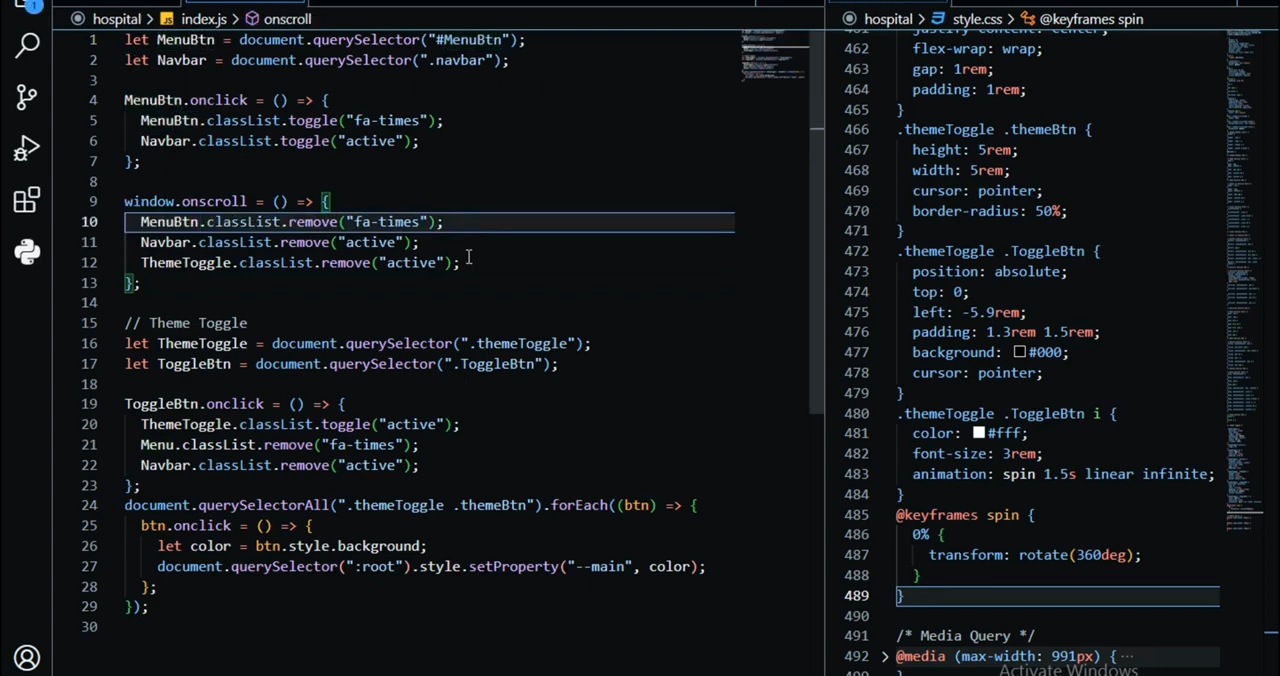 1
hospital > JS index.js > onscroll
1 let MenuBtn = document.querySelector("#MenuBtn");
2 let Navbar = document.querySelector(".navbar");
3
4 MenuBtn.onclick = () => {
5 MenuBtn.classList.toggle("fa-times");
6 Navbar.classList.toggle("active");
7 };
8
9 window.onscroll = () => {
10 MenuBtn.classList.remove("fa-times");
11 Navbar.classList.remove("active");
12 ThemeToggle.classList.remove("active");
13 };
14
15 // Theme Toggle
16 let ThemeToggle = document.querySelector(".themeToggle");
17 let ToggleBtn = document.querySelector(".ToggleBtn");
18
19 ToggleBtn.onclick = () => {
20 ThemeToggle.classList.toggle("active");
21 Menu.classList.remove("fa-times");
22 Navbar.classList.remove("active");
23 };
24 document.querySelectorAll(".themeToggle .themeBtn").forEach((btn) => {
25 btn.onclick = () => {
26 let color = btn.style.background;
27 document.querySelector(":root").style.setProperty("--main", color);
28 };
29 });
30
hospital > style.css > @keyframes spin
461 justify-content: center;
462 flex-wrap: wrap;
463 gap: 1rem;
464 padding: 1rem;
465 }
466 .themeToggle .themeBtn {
467 height: 5rem;
468 width: 5rem;
469 cursor: pointer;
470 border-radius: 50%;
471 }
472 .themeToggle .ToggleBtn {
473 position: absolute;
474 top: 0;
475 left: -5.9rem;
476 padding: 1.3rem 1.5rem;
477 background: #000;
478 cursor: pointer;
479 }
480 .themeToggle .ToggleBtn i {
481 color: #fff;
482 font-size: 3rem;
483 animation: spin 1.5s linear infinite;
484 }
485 @keyframes spin {
486 0% {
487 transform: rotate(360deg);
488 }
489 }
490
491 /* Media Query */
492 > @media (max-width: 991px) { ···
Activate Windows